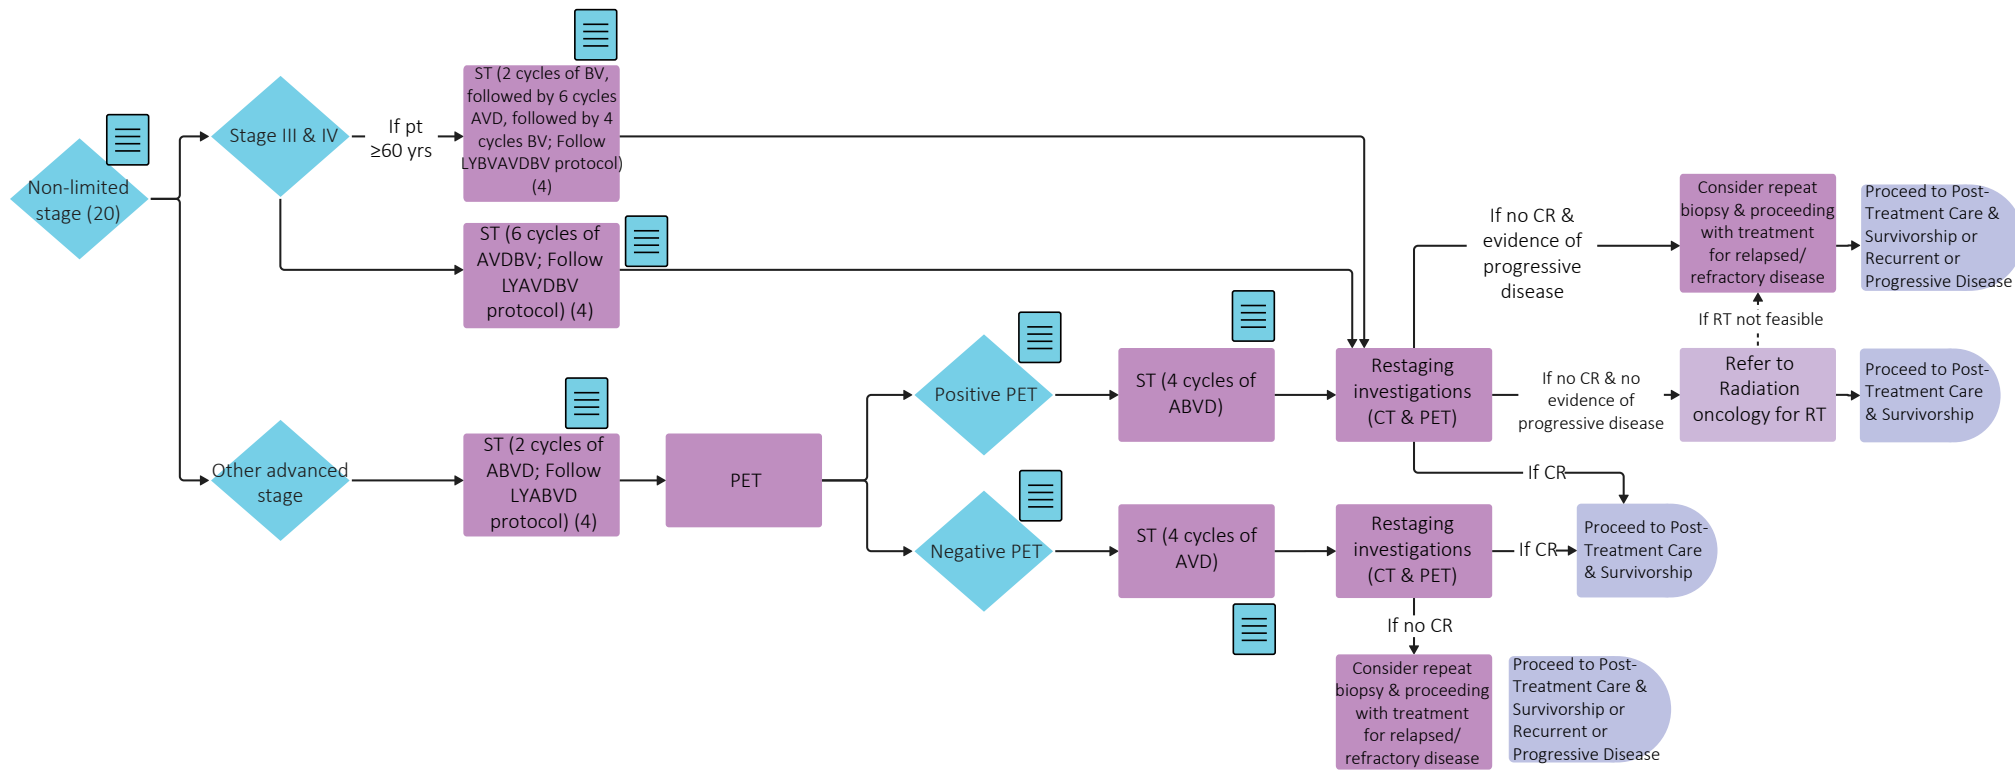 Non-limited
stage (20)
Stage III & IV
If pt
≥60 yrs
ST (2 cycles of BV,
followed by 6 cycles
AVD, followed by 4
cycles BV; Follow
LYBVAVDBV protocol)
(4)
ST (6 cycles of
AVDBV; Follow
LYAVDBV
protocol) (4)
Other advanced
stage
ST (2 cycles of
ABVD; Follow
LYABVD
protocol) (4)
PET
Positive PET
ST (4 cycles of
ABVD)
Restaging
investigations
(CT & PET)
If no CR &
evidence of
progressive
disease
Consider repeat
biopsy & proceeding
with treatment
for relapsed/
refractory disease
Proceed to Post-
Treatment Care &
Survivorship or
Recurrent or
Progressive Disease
If RT not feasible
If no CR & no
evidence of
progressive disease
Refer to
Radiation
oncology for RT
Proceed to Post-
Treatment Care
& Survivorship
If CR
Negative PET
ST (4 cycles of
AVD)
Restaging
investigations
(CT & PET)
If CR
Proceed to Post-
Treatment Care
& Survivorship
If no CR
Consider repeat
biopsy & proceeding
with treatment
for relapsed/
refractory disease
Proceed to Post-
Treatment Care &
Survivorship or
Recurrent or
Progressive Disease